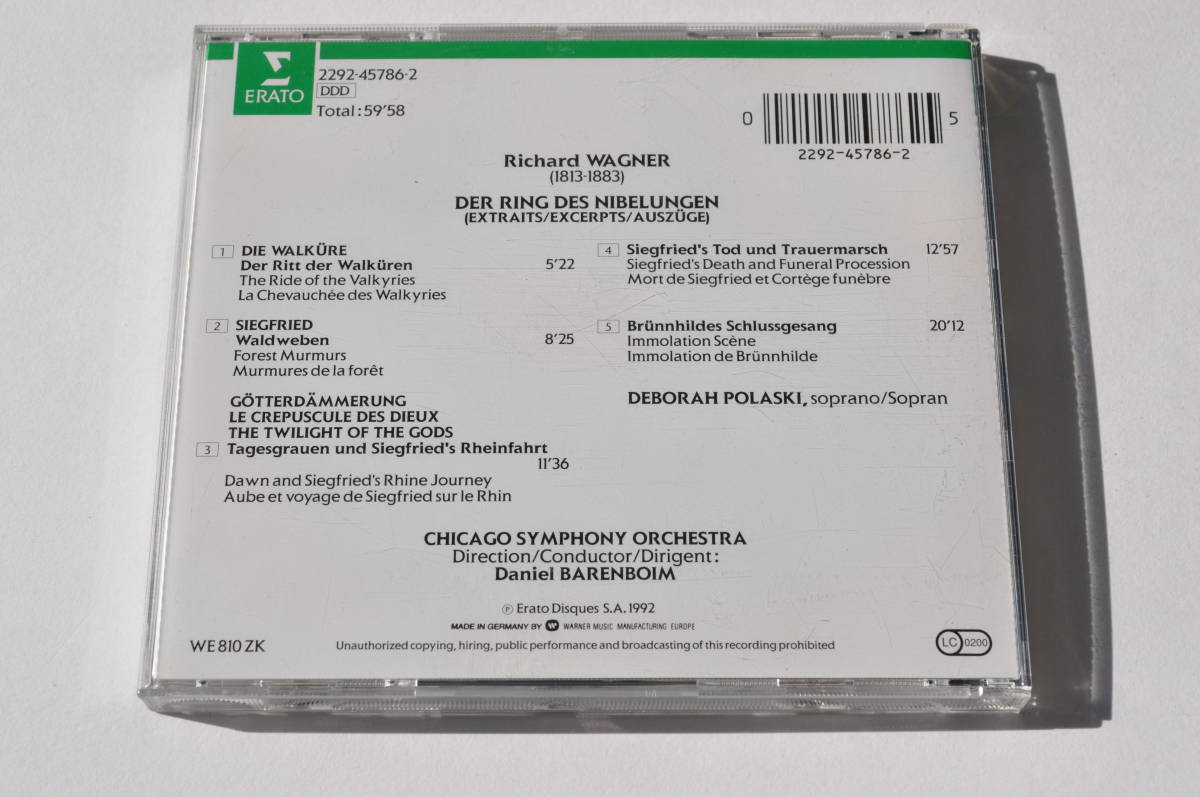 ERATO
2292-45786-2
DDD
Total: 59'58
0 5
2292-45786-2
Richard WAGNER
(1813-1883)
DER RING DES NIBELUNGEN
(EXTRAITS/EXCERPTS/AUSZÜGE)
1 DIE WALKÜRE
Der Ritt der Walküren 5'22
The Ride of the Valkyries
La Chevauchée des Walkyries
2 SIEGFRIED
Waldweben 8'25
Forest Murmurs
Murmures de la forêt
GÖTTERDÄMMERUNG
LE CREPUSCULE DES DIEUX
THE TWILIGHT OF THE GODS
3 Tagesgrauen und Siegfried's Rheinfahrt
11'36
Dawn and Siegfried's Rhine Journey
Aube et voyage de Siegfried sur le Rhin
4 Siegfried's Tod und Trauermarsch 12'57
Siegfried's Death and Funeral Procession
Mort de Siegfried et Cortège funèbre
5 Brünnhildes Schlussgesang 20'12
Immolation Scène
Immolation de Brünnhilde
DEBORAH POLASKI, soprano/Sopran
CHICAGO SYMPHONY ORCHESTRA
Direction/Conductor/Dirigent:
Daniel BARENBOIM
℗ Erato Disques S.A. 1992
MADE IN GERMANY BY WARNER MUSIC MANUFACTURING EUROPE
WE 810 ZK
Unauthorized copying, hiring, public performance and broadcasting of this recording prohibited
LC 0200